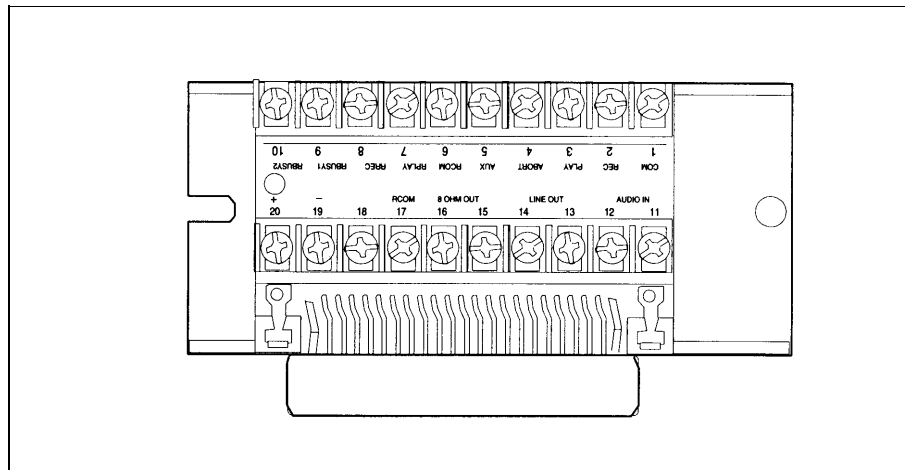 10 9 8 7 6 5 4 3 2 1
RBUSY2 RBUSY1 RREC RPLAY RCOM AUX ABORT PLAY REC COM
+ − RCOM 8 OHM OUT LINE OUT AUDIO IN
20 19 18 17 16 15 14 13 12 11